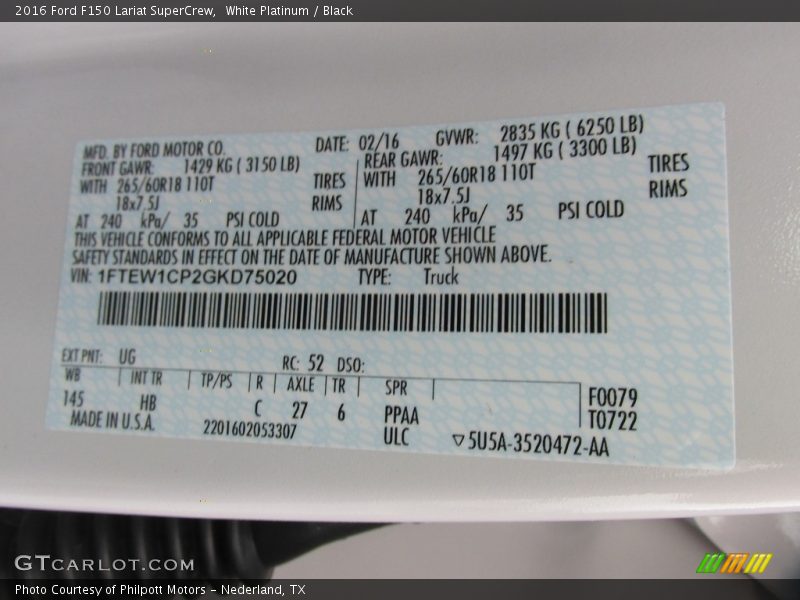 2016 Ford F150 Lariat SuperCrew,  White Platinum / Black
MFD. BY FORD MOTOR CO. DATE: 02/16 GVWR: 2835 KG ( 6250 LB)
FRONT GAWR: 1429 KG ( 3150 LB) REAR GAWR: 1497 KG ( 3300 LB)
WITH 265/60R18 110T TIRES WITH 265/60R18 110T TIRES
18x7.5J RIMS 18x7.5J RIMS
AT 240 kPa/ 35 PSI COLD AT 240 kPa/ 35 PSI COLD
THIS VEHICLE CONFORMS TO ALL APPLICABLE FEDERAL MOTOR VEHICLE
SAFETY STANDARDS IN EFFECT ON THE DATE OF MANUFACTURE SHOWN ABOVE.
VIN: 1FTEW1CP2GKD75020 TYPE: Truck
EXT PNT: UG RC: 52 DSO:
WB INT TR TP/PS R AXLE TR SPR F0079
145 HB C 27 6 PPAA T0722
MADE IN U.S.A. 2201602053307 ULC ▽5U5A-3520472-AA
GTCARLOT.COM
Photo Courtesy of Philpott Motors – Nederland, TX